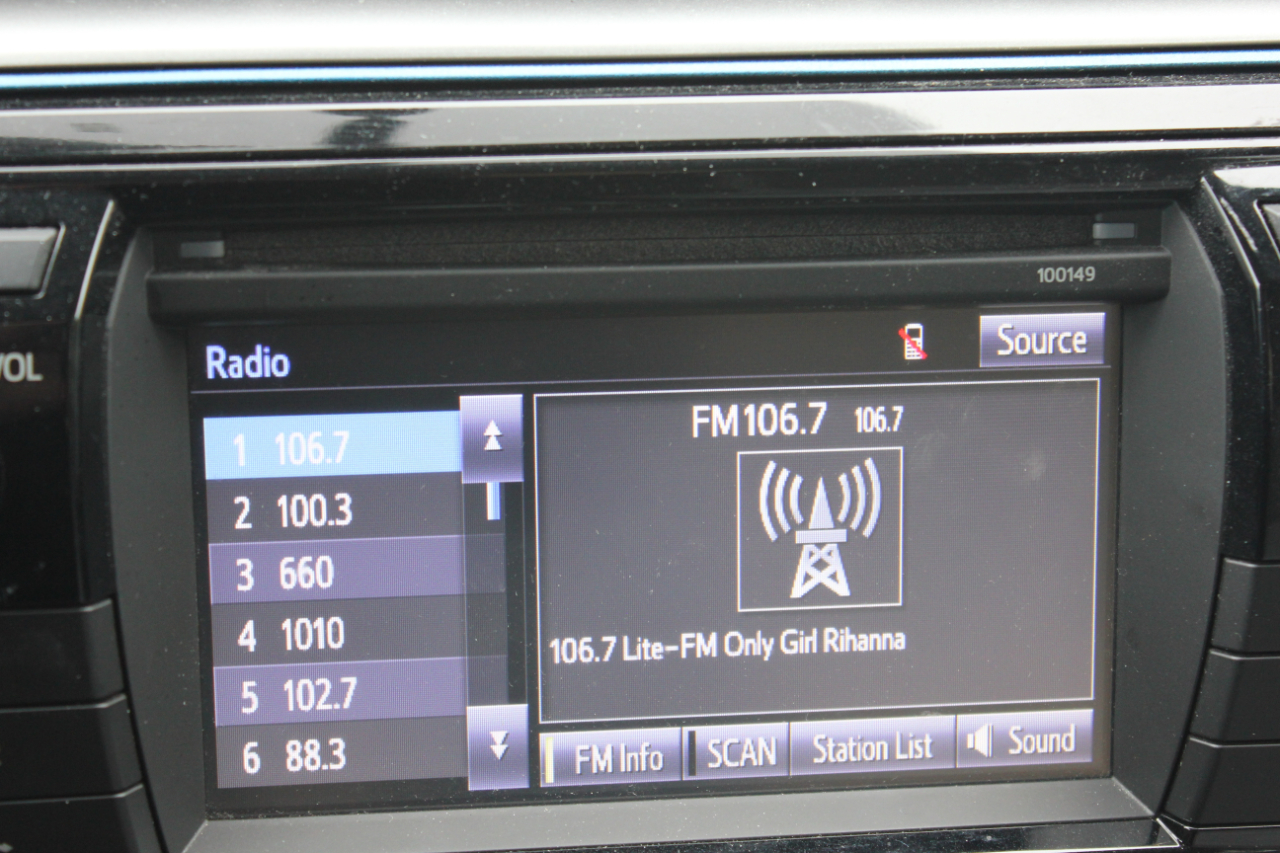 100149
VOL
Radio
Source
1 106.7
2 100.3
3 660
4 1010
5 102.7
6 88.3
FM106.7 106.7
106.7 Lite-FM Only Girl Rihanna
FM Info
SCAN
Station List
Sound